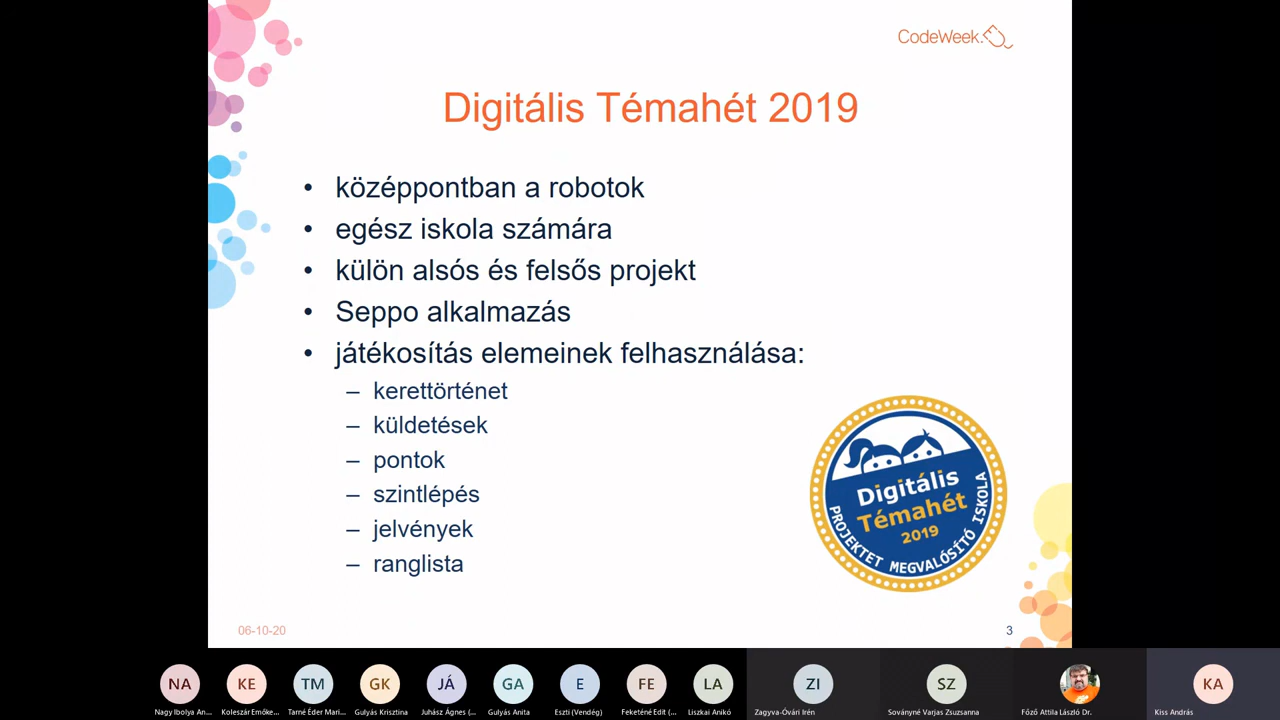 CodeWeek.
Digitális Témahét 2019
• középpontban a robotok
• egész iskola számára
• külön alsós és felsős projekt
• Seppo alkalmazás
• játékosítás elemeinek felhasználása:
– kerettörténet
– küldetések
– pontok
– szintlépés
– jelvények
– ranglista
Digitális
Témahét
2019
PROJEKTET MEGVALÓSÍTÓ ISKOLA
06-10-20
3
NA KE TM GK JÁ GA E FE LA ZI SZ KA
Nagy Ibolya An... Koleszár Emőke... Tarné Éder Mari... Gulyás Krisztina Juhász Ágnes (... Gulyás Anita Eszti (Vendég) Feketéné Edit (... Liszkai Anikó Zagyva-Óvári Irén Soványné Varjas Zsuzsanna Főző Attila László Dr. Kiss András